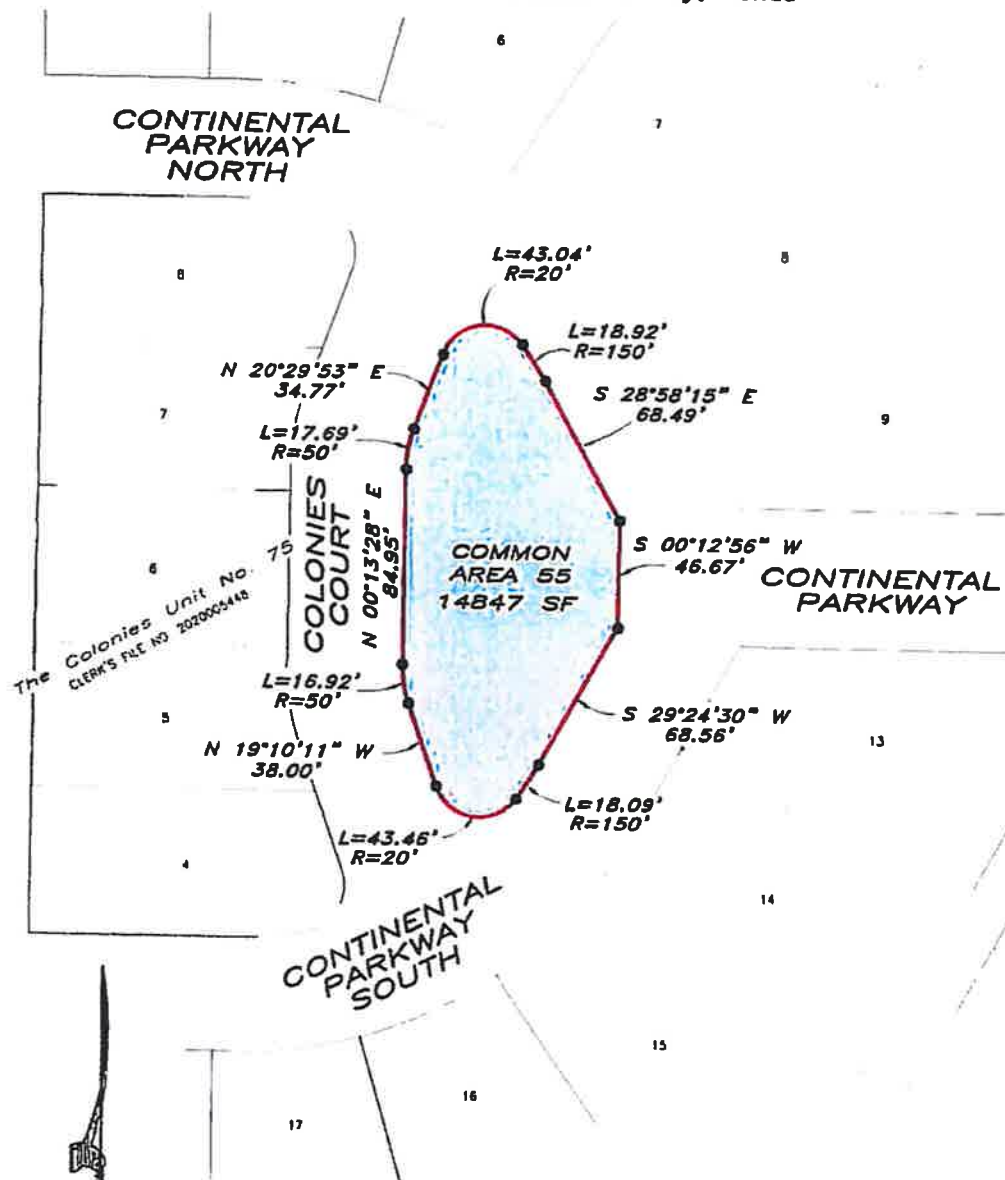 6
7
CONTINENTAL
PARKWAY
NORTH
8
8
L=43.04'
R=20'
L=18.92'
R=150'
N 20°29'53" E
34.77'
S 28°58'15" E
68.49'
7
9
L=17.69'
R=50'
COLONIES
COURT
N 00°13'28" E
84.95'
COMMON
AREA 55
14847 SF
S 00°12'56" W
46.67'
CONTINENTAL
PARKWAY
6
The Colonies Unit No. 75
CLERK'S FILE NO 2020005448
L=16.92'
R=50'
5
S 29°24'30" W
68.56'
13
N 19°10'11" W
38.00'
L=18.09'
R=150'
L=43.46'
R=20'
4
14
CONTINENTAL
PARKWAY
SOUTH
15
16
17